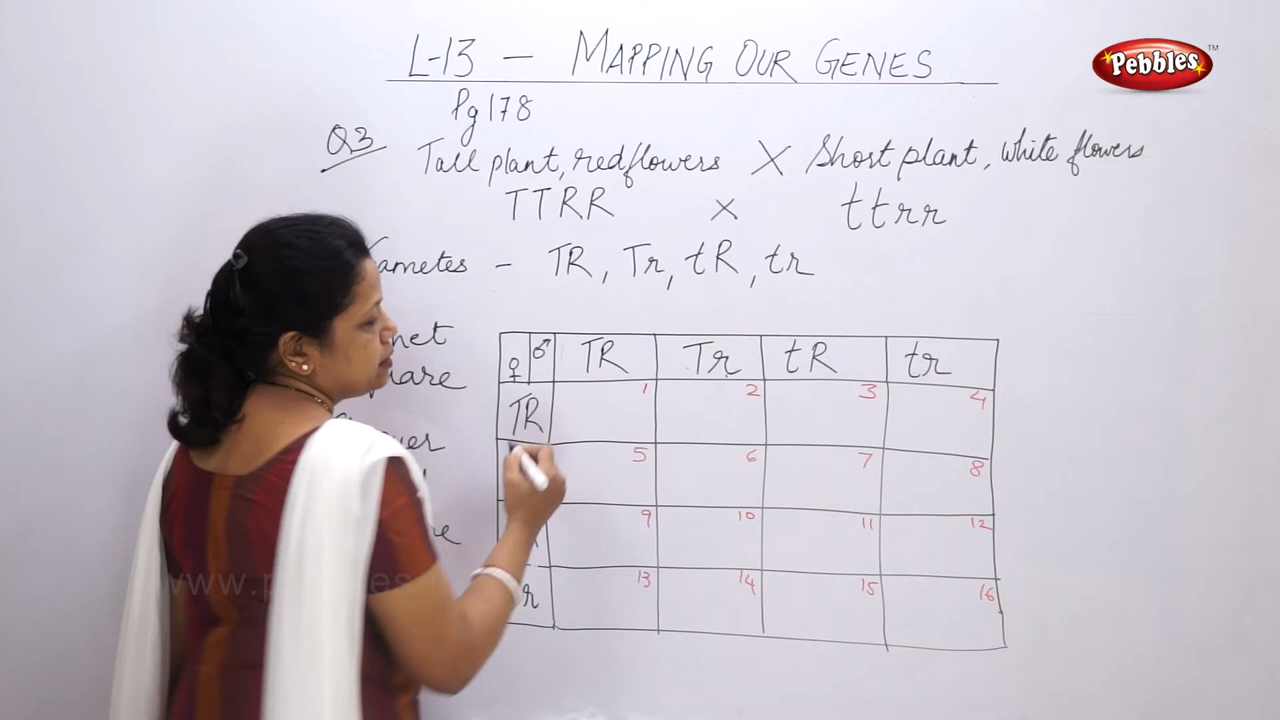 L-13 — MAPPING OUR GENES
Pebbles™
Pg 178
Q3 Tall plant, red flowers X Short plant, white flowers
TTRR x ttrr
- TR, Tr, tR, tr
♀ ♂ TR Tr tR tr
TR 1 2 3 4
5 6 7 8
9 10 11 12
13 14 15 16